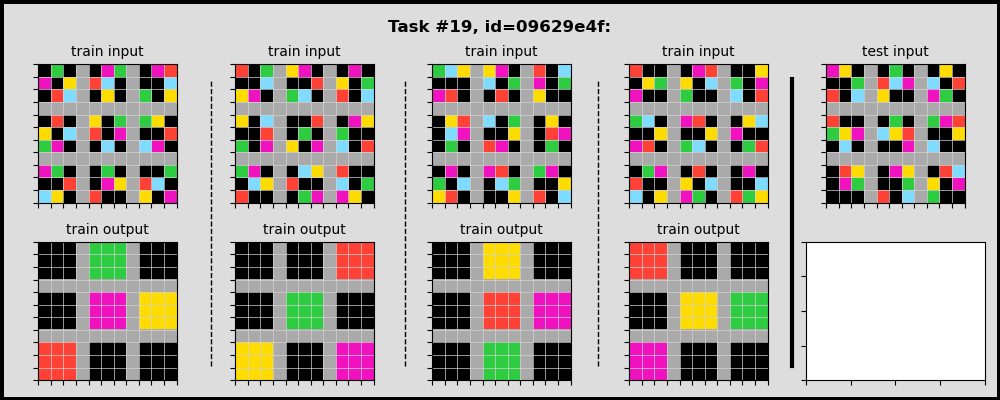 Task #19, id=09629e4f:
train input train input train input train input test input
train output train output train output train output